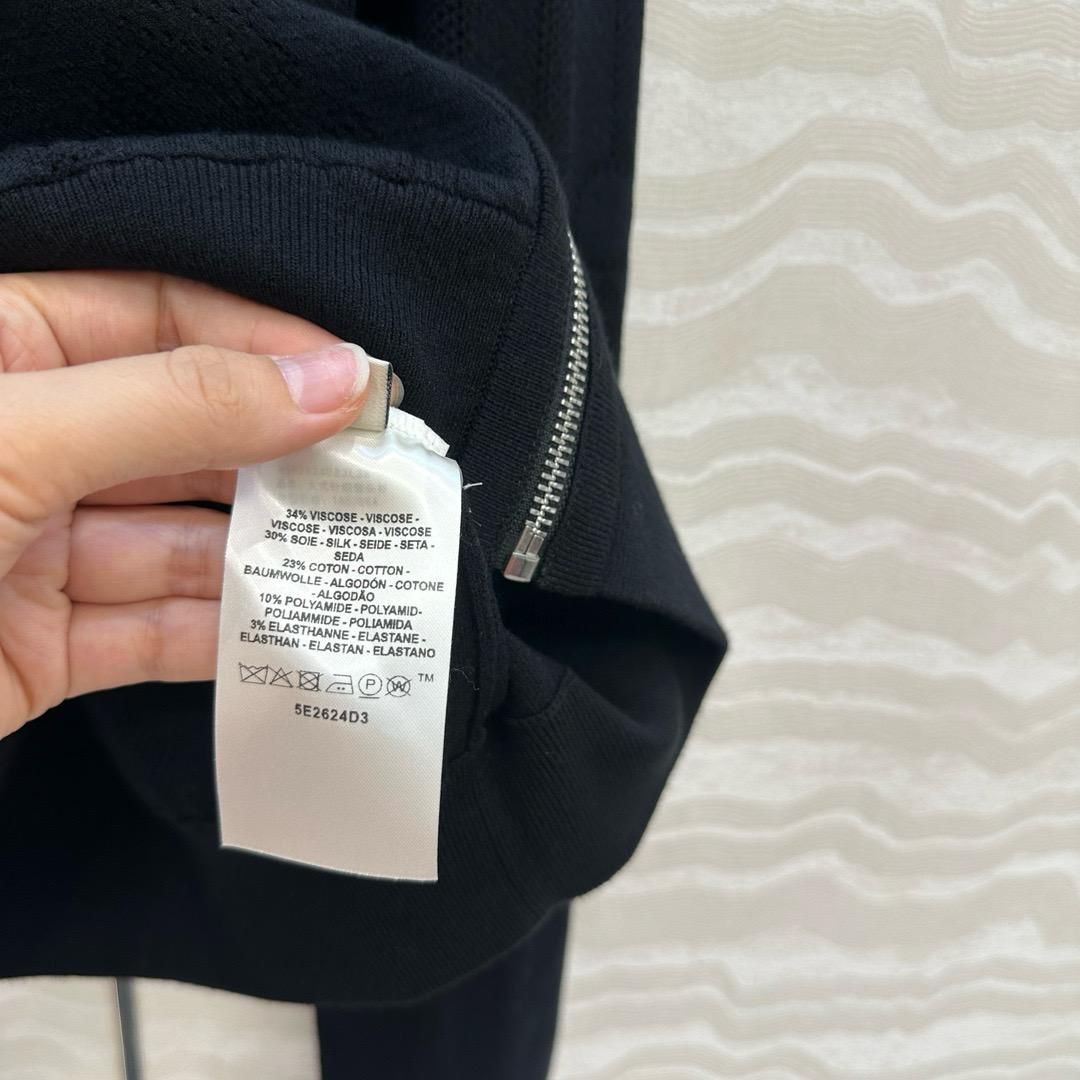 34% VISCOSE - VISCOSE -
VISCOSE - VISCOSA - VISCOSE
30% SOIE - SILK - SEIDE - SETA -
SEDA
23% COTON - COTTON -
BAUMWOLLE - ALGODÓN - COTONE
- ALGODÃO
10% POLYAMIDE - POLYAMID-
POLIAMMIDE - POLIAMIDA
3% ELASTHANNE - ELASTANE -
ELASTHAN - ELASTAN - ELASTANO
P W TM
5E2624D3